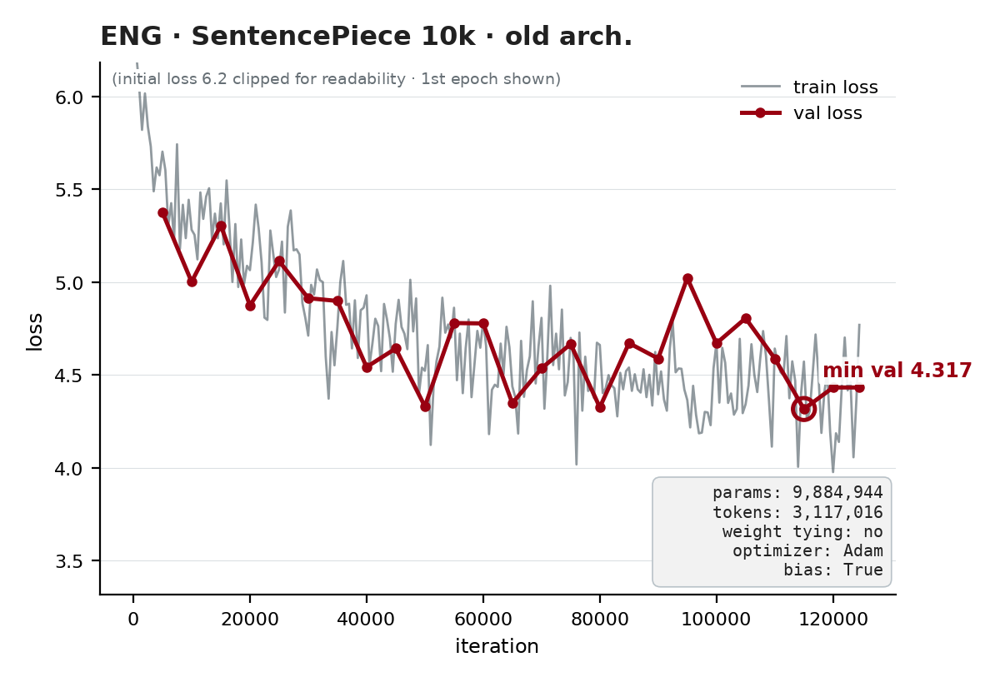 ENG · SentencePiece 10k · old arch.
(initial loss 6.2 clipped for readability · 1st epoch shown)
train loss
val loss
6.0
5.5
5.0
4.5
4.0
3.5
loss
min val 4.317
params: 9,884,944
tokens: 3,117,016
weight tying: no
optimizer: Adam
bias: True
0
20000
40000
60000
80000
100000
120000
iteration